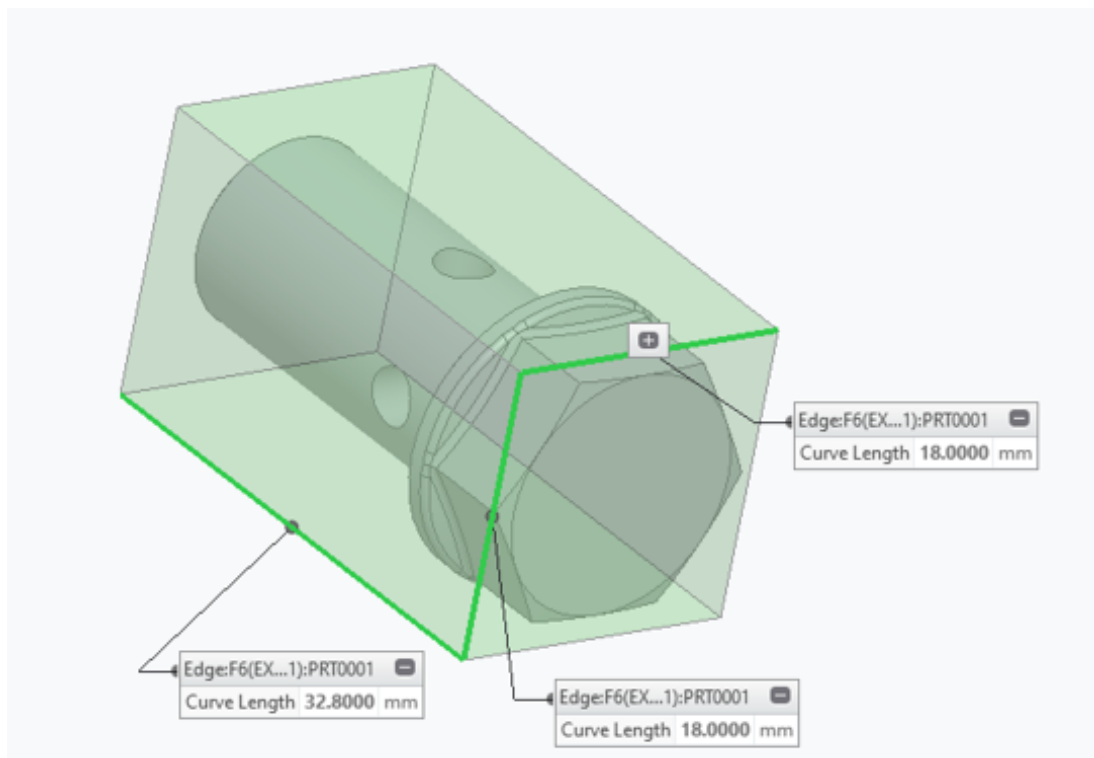 Edge:F6(EX...1):PRT0001
Curve Length 18.0000 mm
Edge:F6(EX...1):PRT0001
Curve Length 32.8000 mm
Edge:F6(EX...1):PRT0001
Curve Length 18.0000 mm